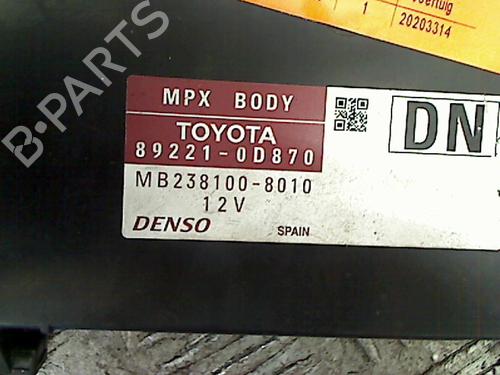 1
20203314
B-PARTS
MPX BODY
TOYOTA
89221-0D870
MB238100-8010
12V
DENSO
SPAIN
DN